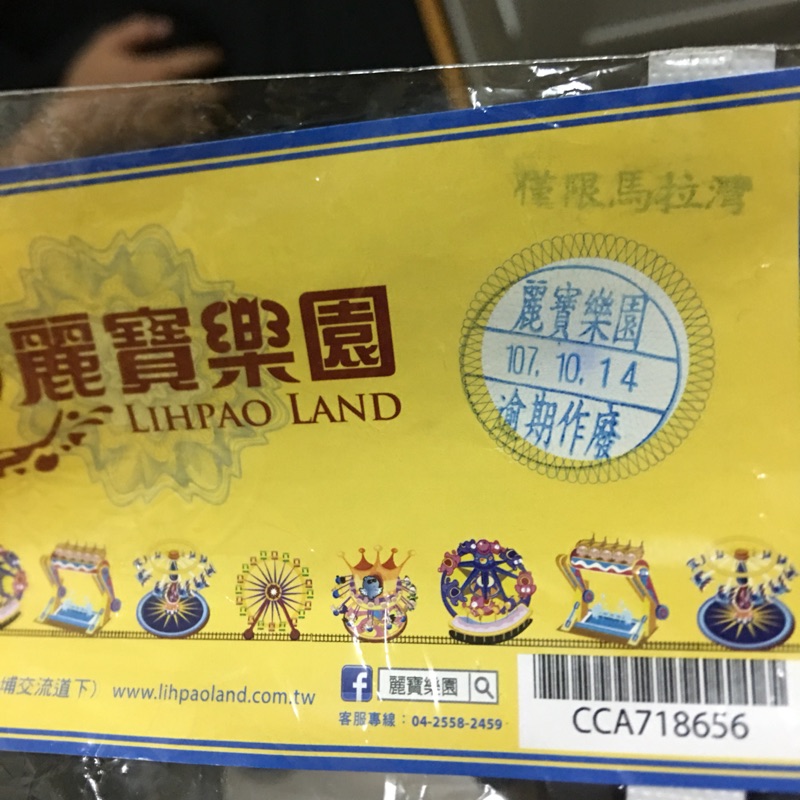 僅限馬拉灣
麗寶樂園
LIHPAO LAND
麗寶樂園
107.10.14
逾期作廢
埔交流道下) www.lihpaoland.com.tw
f 麗寶樂園
客服專線：04-2558-2459
CCA718656